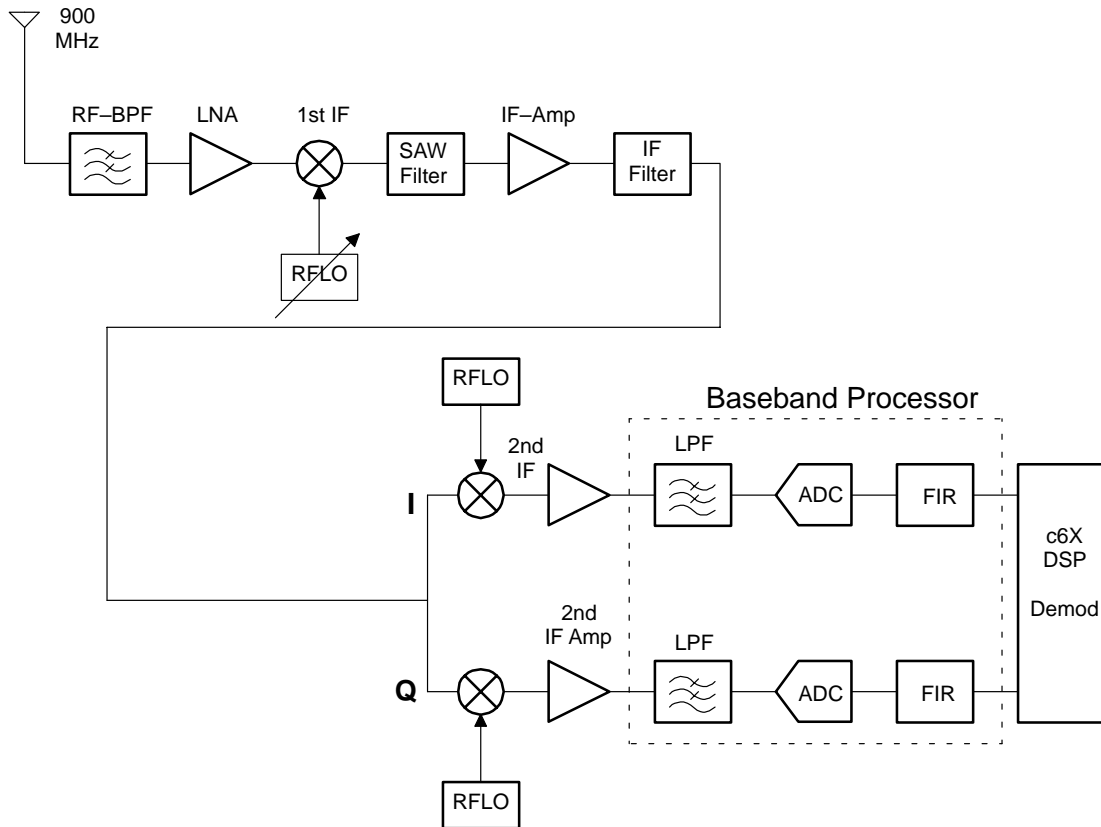 900
MHz
RF–BPF
LNA
1st IF
IF–Amp
SAW
Filter
IF
Filter
RFLO
RFLO
Baseband Processor
2nd
IF
LPF
I
ADC
FIR
c6X
DSP
Demod
2nd
IF Amp
LPF
Q
ADC
FIR
RFLO